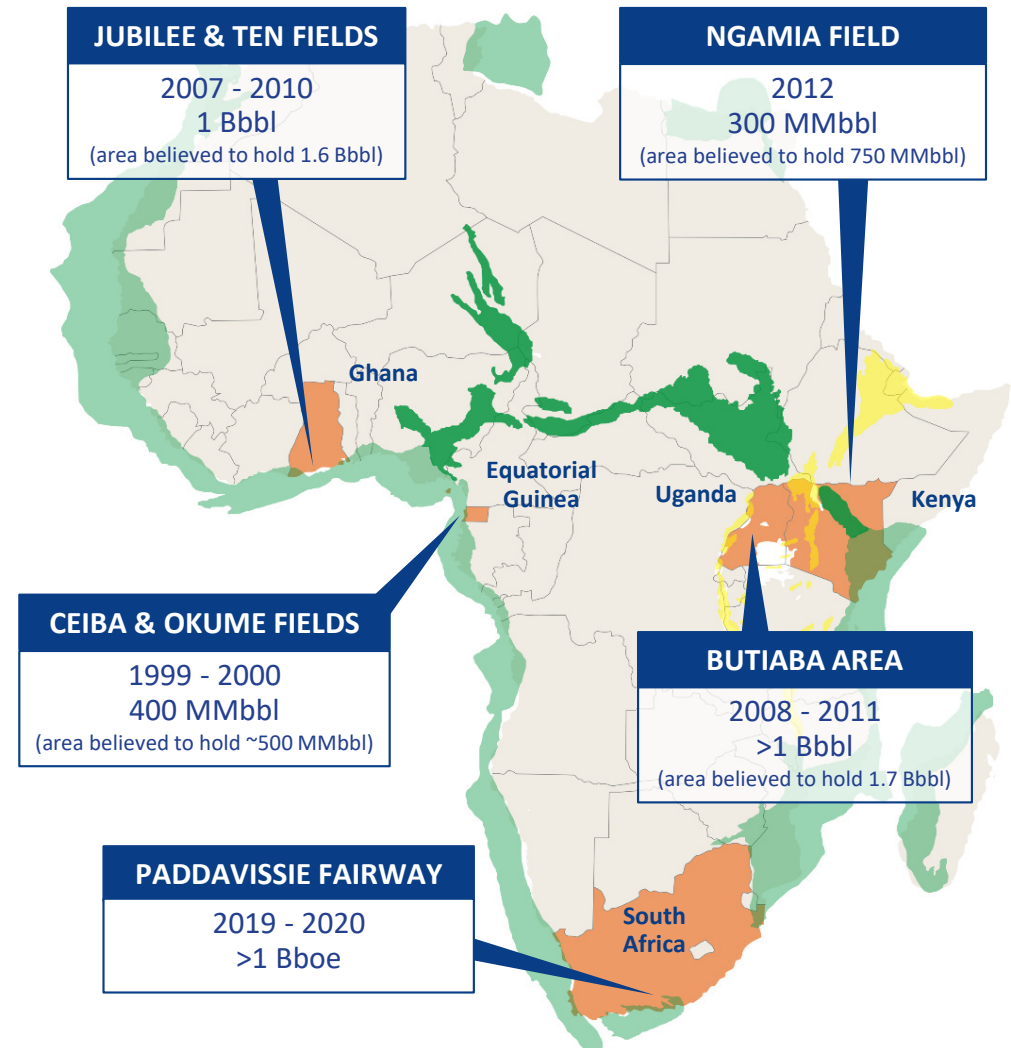 JUBILEE & TEN FIELDS
2007 - 2010
1 Bbbl
(area believed to hold 1.6 Bbbl)
NGAMIA FIELD
2012
300 MMbbl
(area believed to hold 750 MMbbl)
Ghana
Equatorial
Guinea
Uganda
Kenya
CEIBA & OKUME FIELDS
1999 - 2000
400 MMbbl
(area believed to hold ~500 MMbbl)
BUTIABA AREA
2008 - 2011
>1 Bbbl
(area believed to hold 1.7 Bbbl)
PADDAVISSIE FAIRWAY
2019 - 2020
>1 Bboe
South
Africa